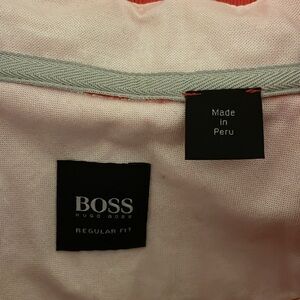 Made
in
Peru
BOSS
HUGO BOSS
REGULAR FIT